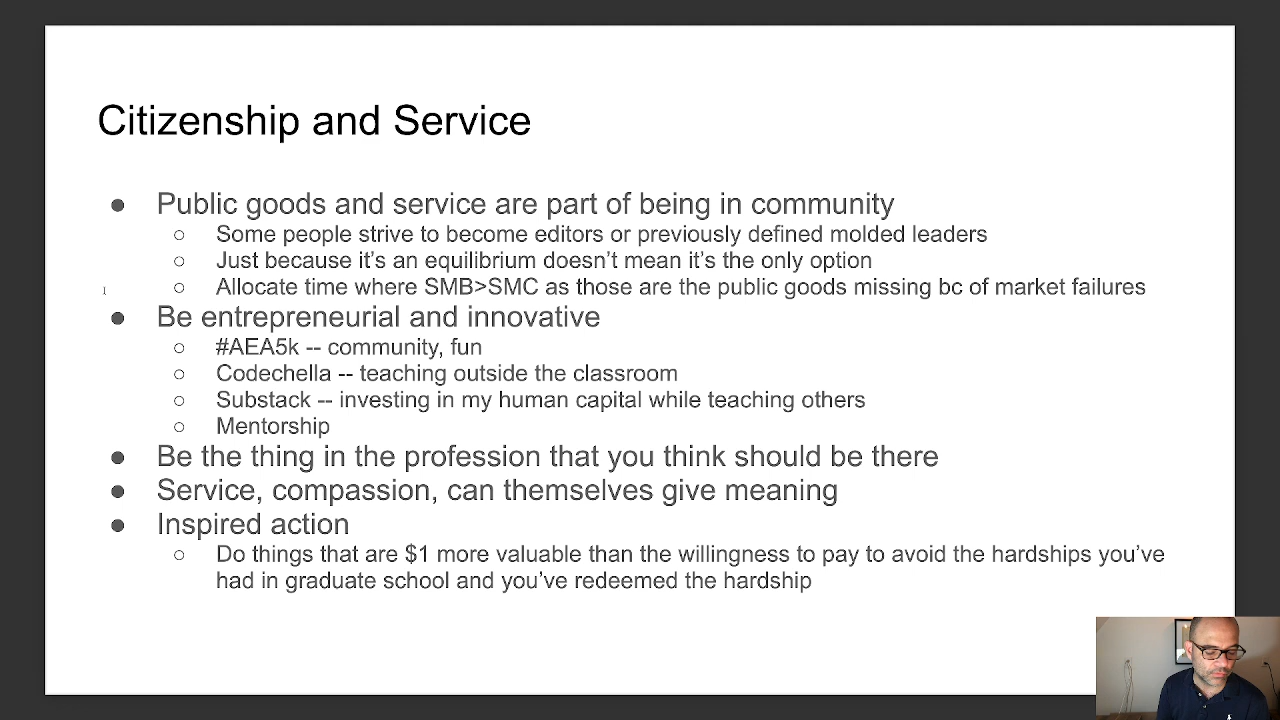 Citizenship and Service
● Public goods and service are part of being in community
○ Some people strive to become editors or previously defined molded leaders
○ Just because it’s an equilibrium doesn’t mean it’s the only option
○ Allocate time where SMB>SMC as those are the public goods missing bc of market failures
● Be entrepreneurial and innovative
○ #AEA5k -- community, fun
○ Codechella -- teaching outside the classroom
○ Substack -- investing in my human capital while teaching others
○ Mentorship
● Be the thing in the profession that you think should be there
● Service, compassion, can themselves give meaning
● Inspired action
○ Do things that are $1 more valuable than the willingness to pay to avoid the hardships you’ve
had in graduate school and you’ve redeemed the hardship